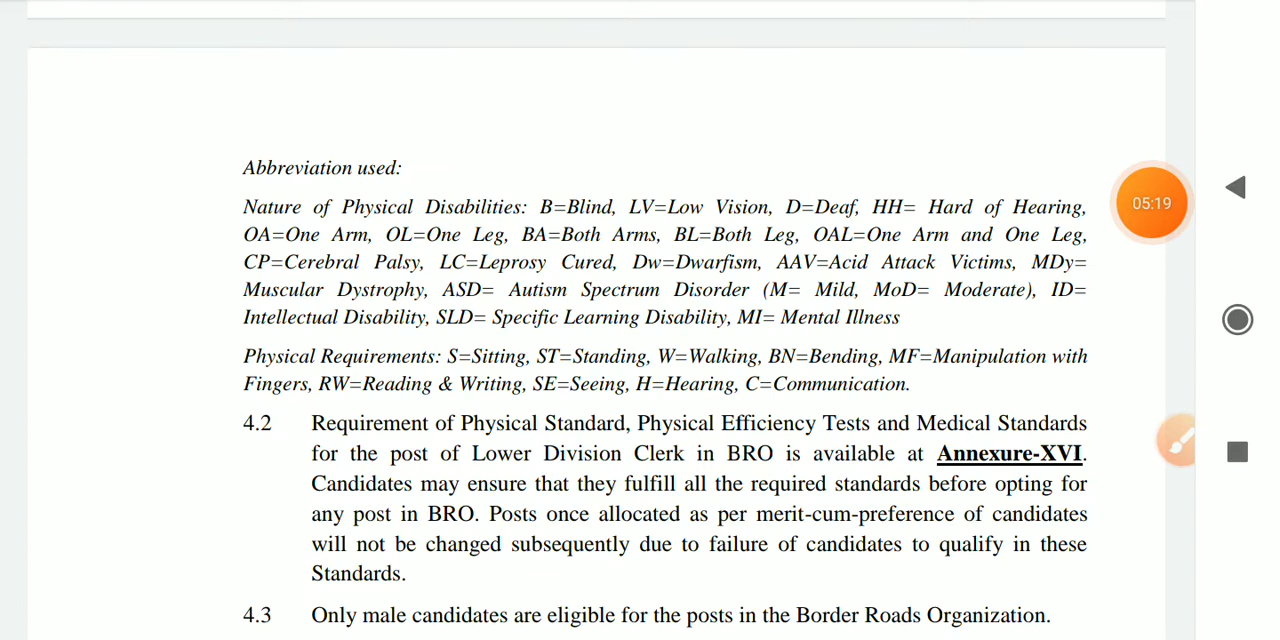 Abbreviation used:
Nature of Physical Disabilities: B=Blind, LV=Low Vision, D=Deaf, HH= Hard of Hearing,
OA=One Arm, OL=One Leg, BA=Both Arms, BL=Both Leg, OAL=One Arm and One Leg,
CP=Cerebral Palsy, LC=Leprosy Cured, Dw=Dwarfism, AAV=Acid Attack Victims, MDy=
Muscular Dystrophy, ASD= Autism Spectrum Disorder (M= Mild, MoD= Moderate), ID=
Intellectual Disability, SLD= Specific Learning Disability, MI= Mental Illness
Physical Requirements: S=Sitting, ST=Standing, W=Walking, BN=Bending, MF=Manipulation with
Fingers, RW=Reading & Writing, SE=Seeing, H=Hearing, C=Communication.
4.2 Requirement of Physical Standard, Physical Efficiency Tests and Medical Standards
for the post of Lower Division Clerk in BRO is available at Annexure-XVI.
Candidates may ensure that they fulfill all the required standards before opting for
any post in BRO. Posts once allocated as per merit-cum-preference of candidates
will not be changed subsequently due to failure of candidates to qualify in these
Standards.
4.3 Only male candidates are eligible for the posts in the Border Roads Organization.
05:19